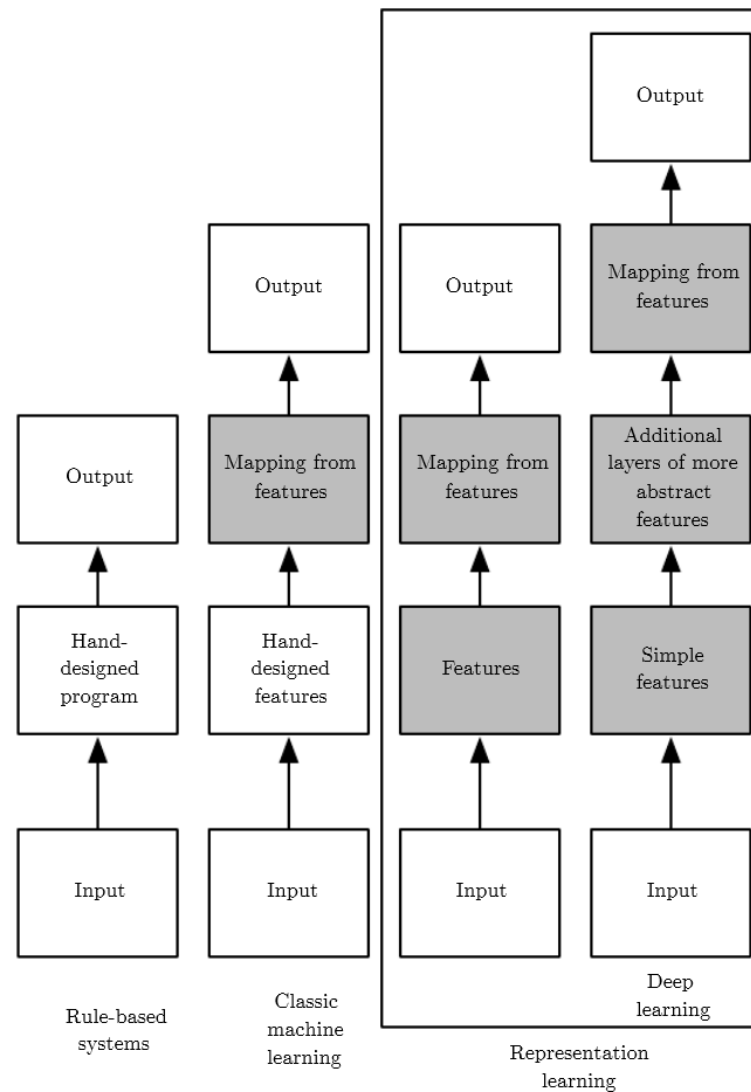 Output
Output
Output
Mapping from
features
Output
Mapping from
features
Mapping from
features
Additional
layers of more
abstract
features
Hand-
designed
program
Hand-
designed
features
Features
Simple
features
Input
Input
Input
Input
Rule-based
systems
Classic
machine
learning
Deep
learning
Representation
learning